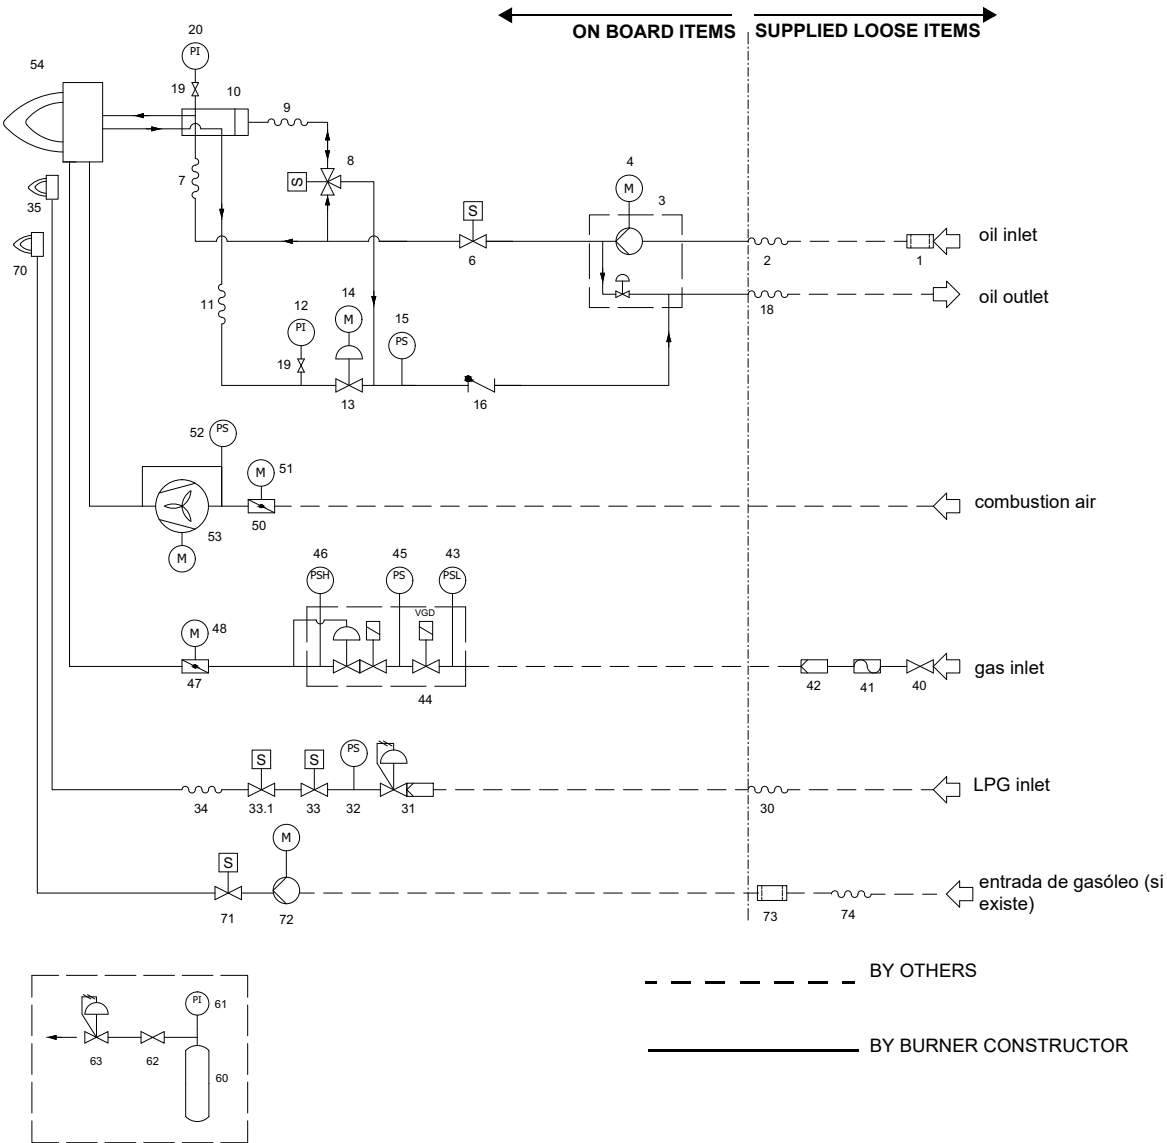 ON BOARD ITEMS SUPPLIED LOOSE ITEMS
20
PI
54
19
10
9
7
8
S
4
M
3
S
6
35
70
2
1
oil inlet
11
14
M
12
PI
19
15
PS
18
oil outlet
13
16
52
PS
M
51
50
53
M
combustion air
46
PSH
45
PS
43
PSL
VGD
M
48
47
44
42
41
40
gas inlet
S
S
PS
34
33.1
33
32
31
30
LPG inlet
M
S
71
72
73
74
entrada de gasóleo (si
existe)
PI
61
63
62
60
BY OTHERS
BY BURNER CONSTRUCTOR